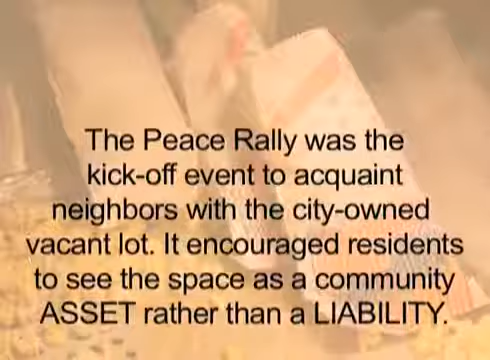 The Peace Rally was the
kick-off event to acquaint
neighbors with the city-owned
vacant lot. It encouraged residents
to see the space as a community
ASSET rather than a LIABILITY.